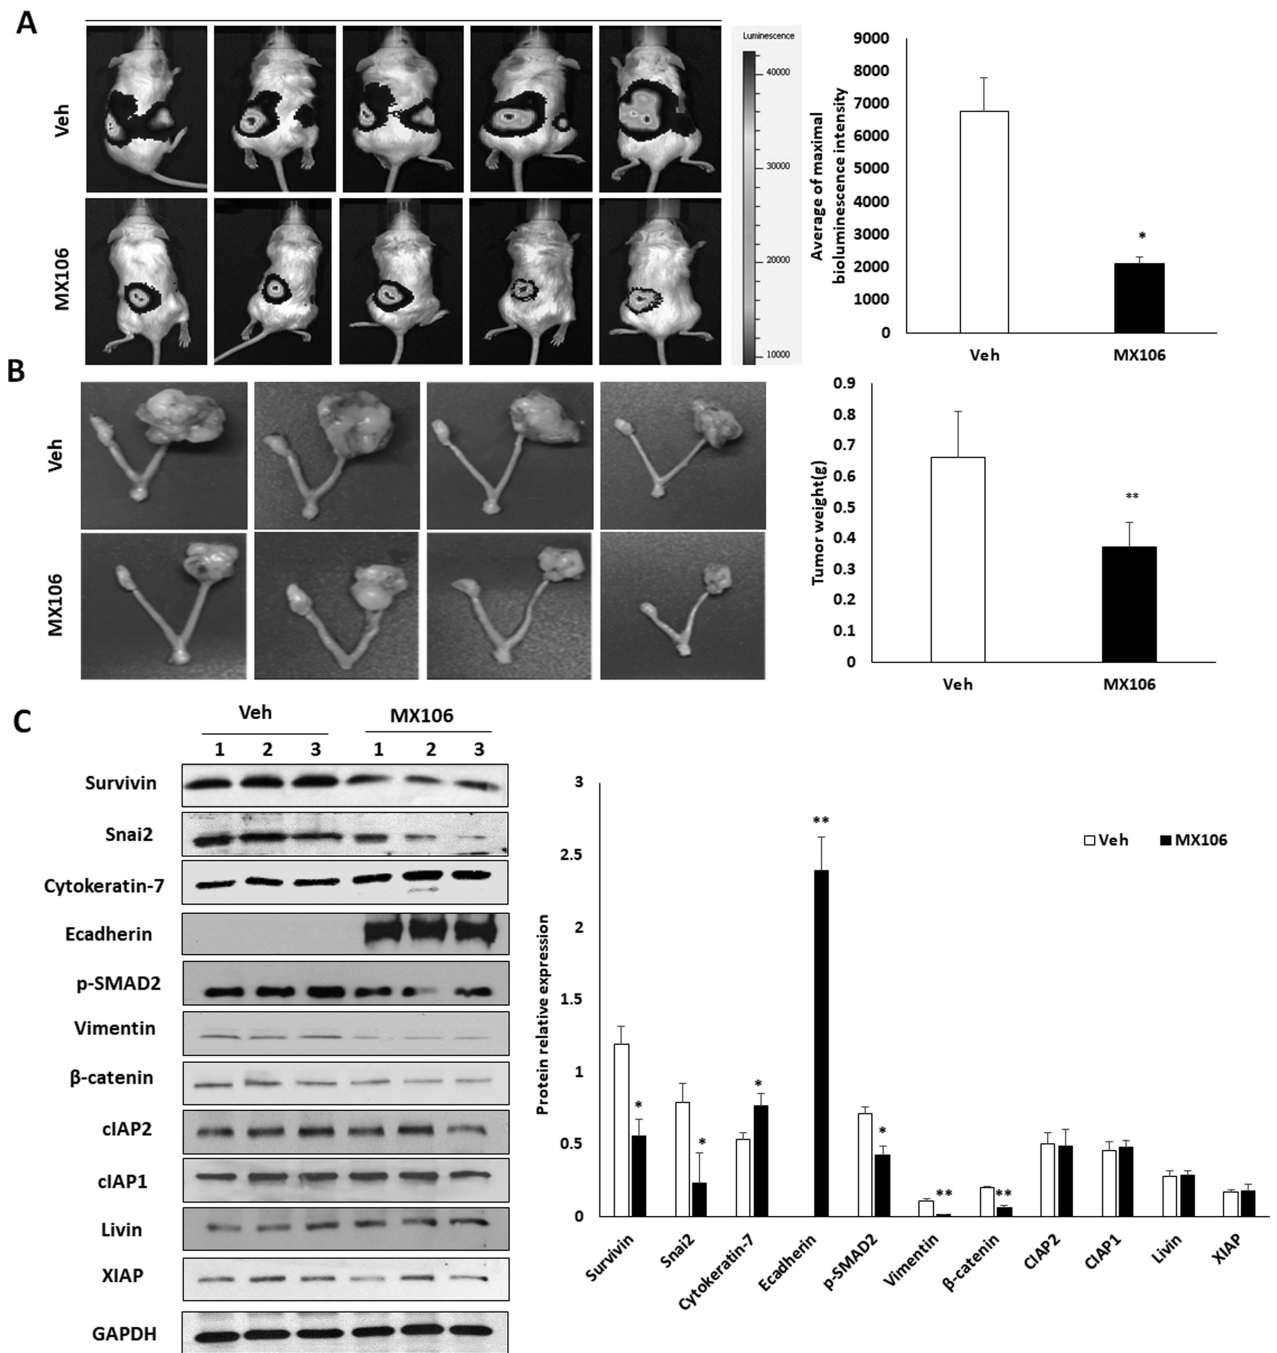 A
Veh
MX106
Luminescence
40000
30000
20000
10000
Average of maximal
bioluminescence intensity
9000
8000
7000
6000
5000
4000
3000
2000
1000
0
*
Veh
MX106
B
Veh
MX106
Tumor weight(g)
0.9
0.8
0.7
0.6
0.5
0.4
0.3
0.2
0.1
0
**
Veh
MX106
C
Veh
MX106
1 2 3 1 2 3
Survivin
Snai2
Cytokeratin-7
Ecadherin
p-SMAD2
Vimentin
β-catenin
cIAP2
cIAP1
Livin
XIAP
GAPDH
Protein relative expression
3
2.5
2
1.5
1
0.5
0
Veh MX106
* * * ** * ** **
Survivin
Snai2
Cytokeratin-7
Ecadherin
p-SMAD2
Vimentin
β-catenin
CIAP2
CIAP1
Livin
XIAP